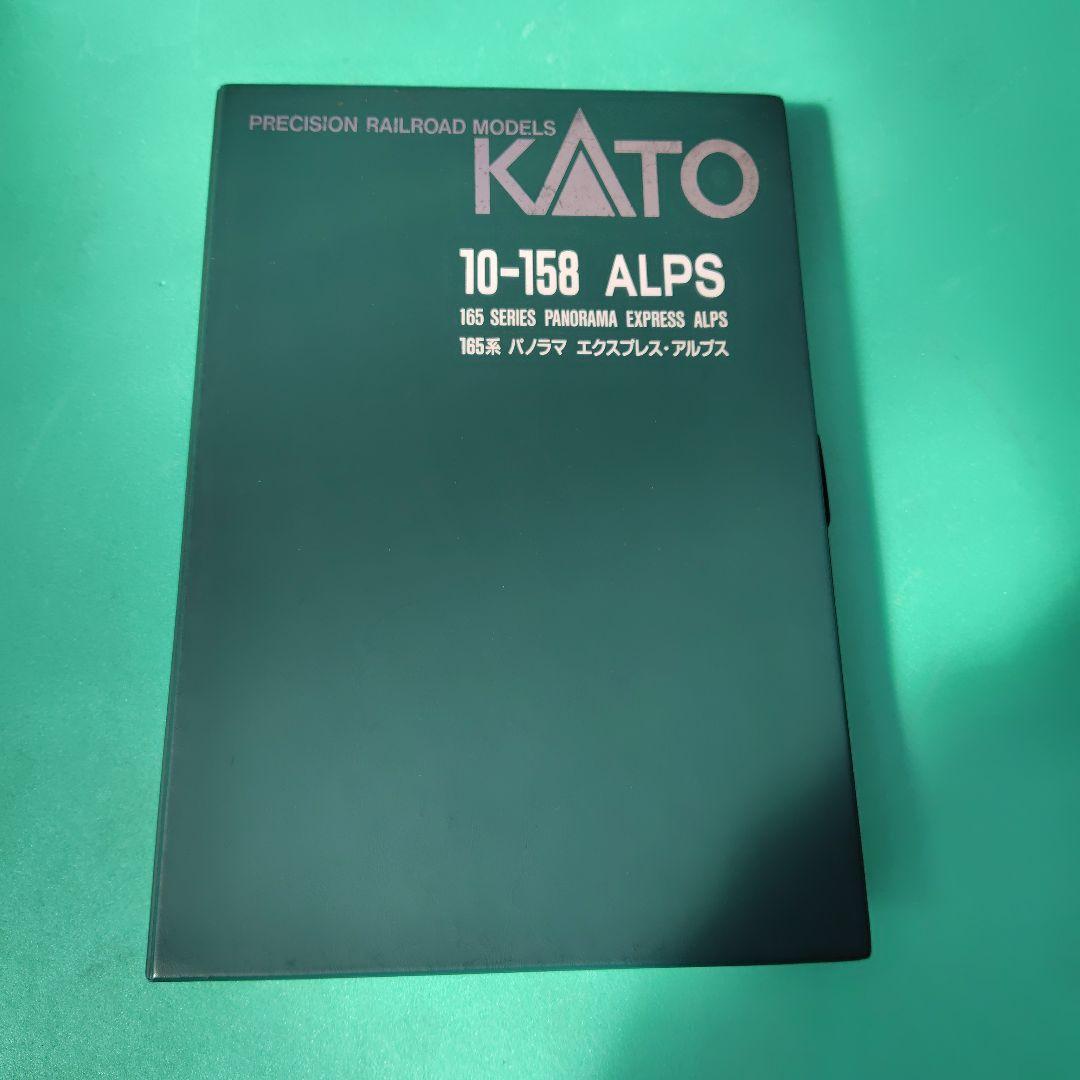 PRECISION RAILROAD MODELS
KATO
10-158 ALPS
165 SERIES PANORAMA EXPRESS ALPS
165系 パノラマ エクスプレス・アルプス